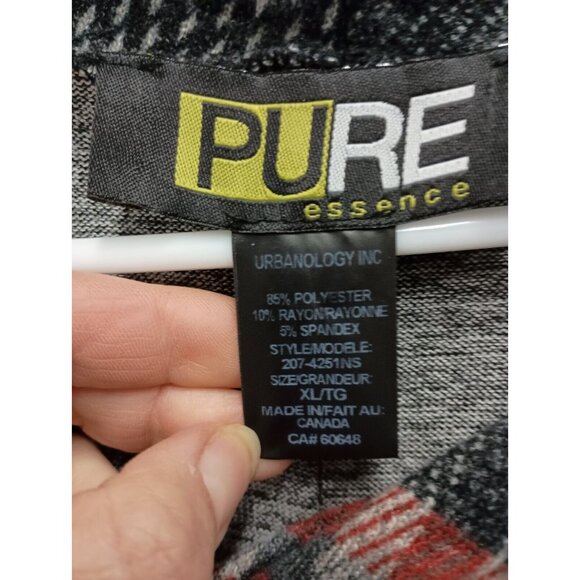 PURE
essence
URBANOLOGY INC
85% POLYESTER
10% RAYON/RAYONNE
5% SPANDEX
STYLE/MODELE:
207-4251NS
SIZE/GRANDEUR:
XL/TG
MADE IN/FAIT AU:
CANADA
CA# 60648